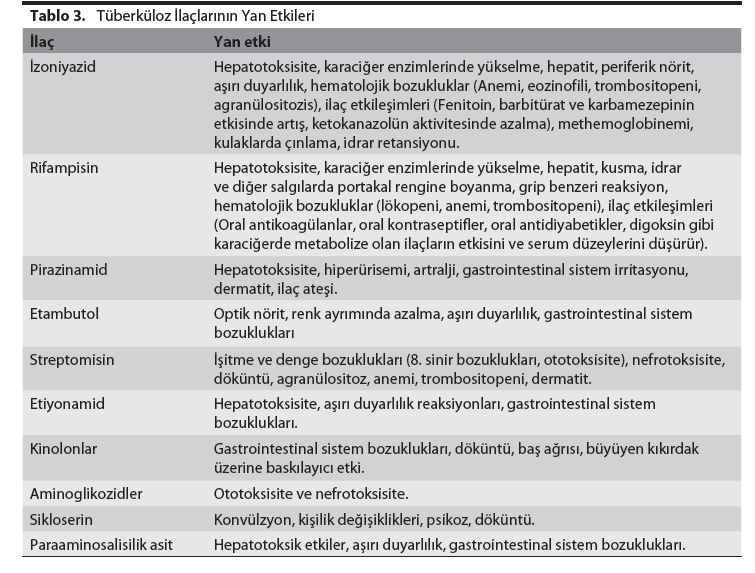 Tablo 3. Tüberküloz İlaçlarının Yan Etkileri
İlaç Yan etki
İzoniyazid Hepatotoksisite, karaciğer enzimlerinde yükselme, hepatit, periferik nörit,
aşırı duyarlılık, hematolojik bozukluklar (Anemi, eozinofili, trombositopeni,
agranülositozis), ilaç etkileşimleri (Fenitoin, barbitürat ve karbamezepinin
etkisinde artış, ketokanazolün aktivitesinde azalma), methemoglobinemi,
kulaklarda çınlama, idrar retansiyonu.
Rifampisin Hepatotoksisite, karaciğer enzimlerinde yükselme, hepatit, kusma, idrar
ve diğer salgılarda portakal rengine boyanma, grip benzeri reaksiyon,
hematolojik bozukluklar (lökopeni, anemi, trombositopeni), ilaç etkileşimleri
(Oral antikoagülanlar, oral kontraseptifler, oral antidiyabetikler, digoksin gibi
karaciğerde metabolize olan ilaçların etkisini ve serum düzeylerini düşürür).
Pirazinamid Hepatotoksisite, hiperürisemi, artralji, gastrointestinal sistem irritasyonu,
dermatit, ilaç ateşi.
Etambutol Optik nörit, renk ayrımında azalma, aşırı duyarlılık, gastrointestinal sistem
bozuklukları
Streptomisin İşitme ve denge bozuklukları (8. sinir bozuklukları, ototoksisite), nefrotoksisite,
döküntü, agranülositoz, anemi, trombositopeni, dermatit.
Etiyonamid Hepatotoksisite, aşırı duyarlılık reaksiyonları, gastrointestinal sistem
bozuklukları.
Kinolonlar Gastrointestinal sistem bozuklukları, döküntü, baş ağrısı, büyüyen kıkırdak
üzerine baskılayıcı etki.
Aminoglikozidler Ototoksisite ve nefrotoksisite.
Sikloserin Konvülzyon, kişilik değişiklikleri, psikoz, döküntü.
Paraaminosalisilik asit Hepatotoksik etkiler, aşırı duyarlılık, gastrointestinal sistem bozuklukları.